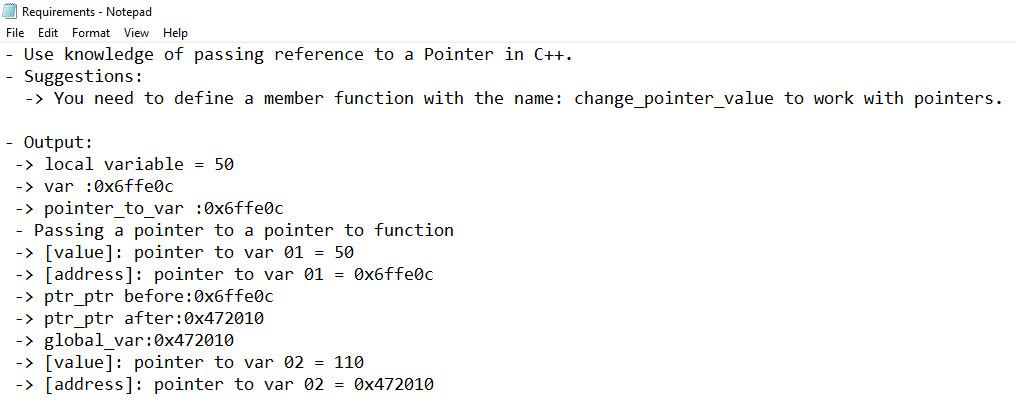 Requirements - Notepad
File Edit Format View Help
- Use knowledge of passing reference to a Pointer in C++.
- Suggestions:
-> You need to define a member function with the name: change_pointer_value to work with pointers.
- Output:
-> local variable = 50
-> var :0x6ffe0c
-> pointer_to_var :0x6ffe0c
- Passing a pointer to a pointer to function
-> [value]: pointer to var 01 = 50
-> [address]: pointer to var 01 = 0x6ffe0c
-> ptr_ptr before:0x6ffe0c
-> ptr_ptr after:0x472010
-> global_var:0x472010
-> [value]: pointer to var 02 = 110
-> [address]: pointer to var 02 = 0x472010